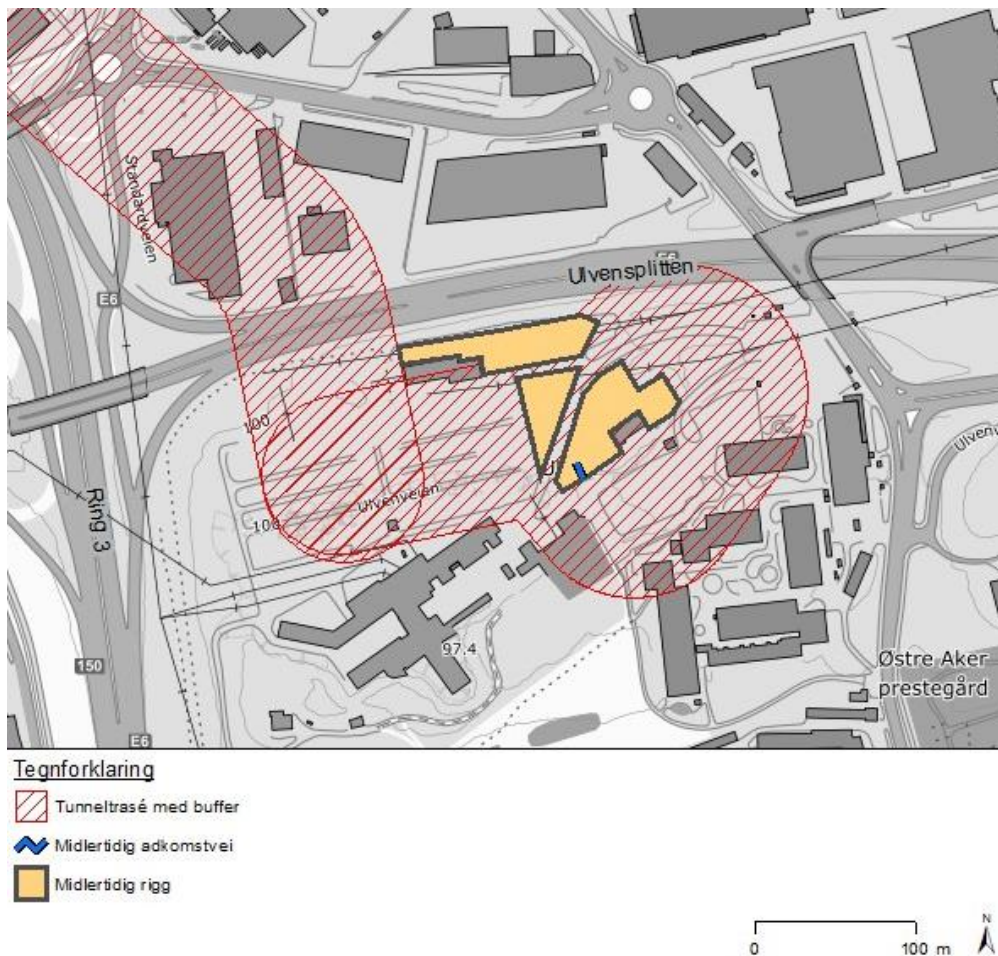 Standardveien
E6
E6
Ulvensplitten
100
Ring 3
100
Ulvenveien
150
97.4
E6
Østre Aker
prestegård
Tegnforklaring
Tunneltrasé med buffer
Midlertidig adkomstvei
Midlertidig rigg
N
0
100 m